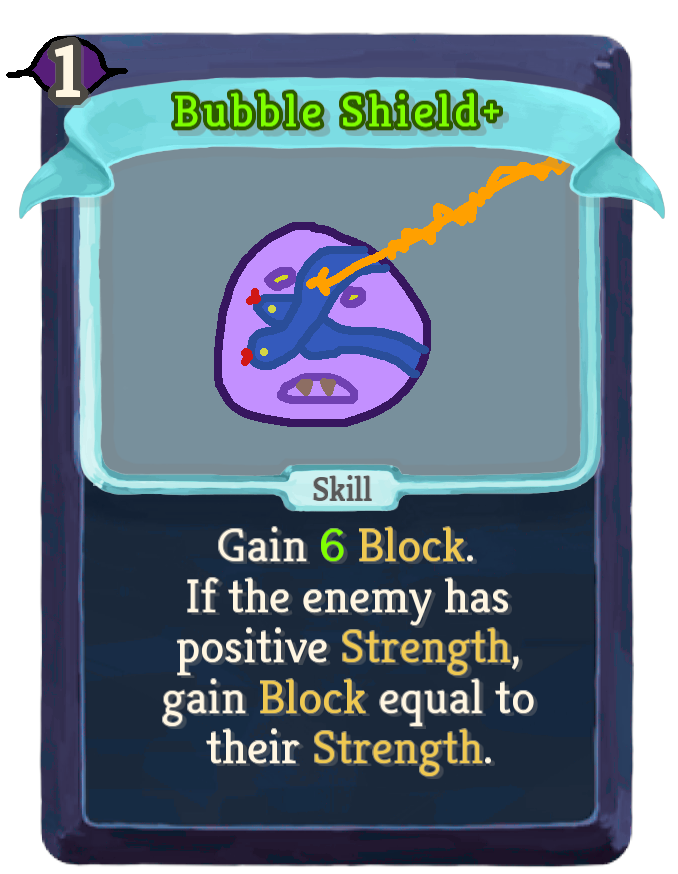 1
Bubble Shield+
Skill
Gain 6 Block.
If the enemy has
positive Strength,
gain Block equal to
their Strength.